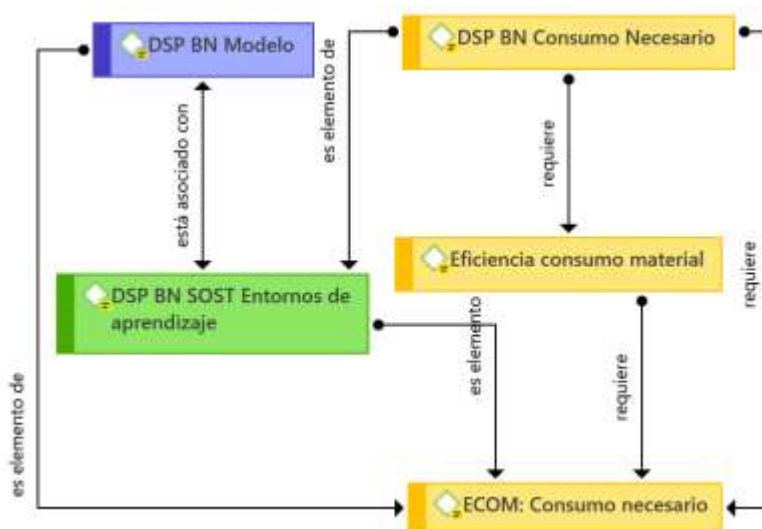 DSP BN Modelo
DSP BN Consumo Necesario
es elemento de
está asociado con
requiere
Eficiencia consumo material
requiere
DSP BN SOST Entornos de
aprendizaje
es elemento
requiere
es elemento de
ECOM: Consumo necesario